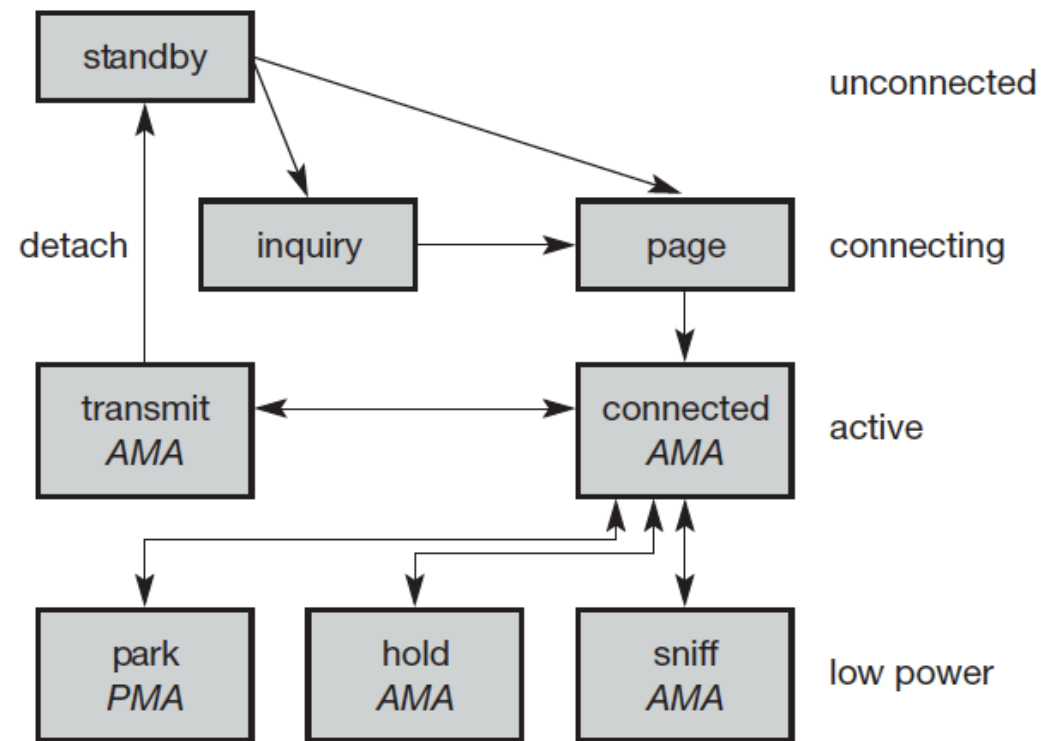 standby
unconnected
detach
inquiry
page
connecting
transmit
AMA
connected
AMA
active
park
PMA
hold
AMA
sniff
AMA
low power